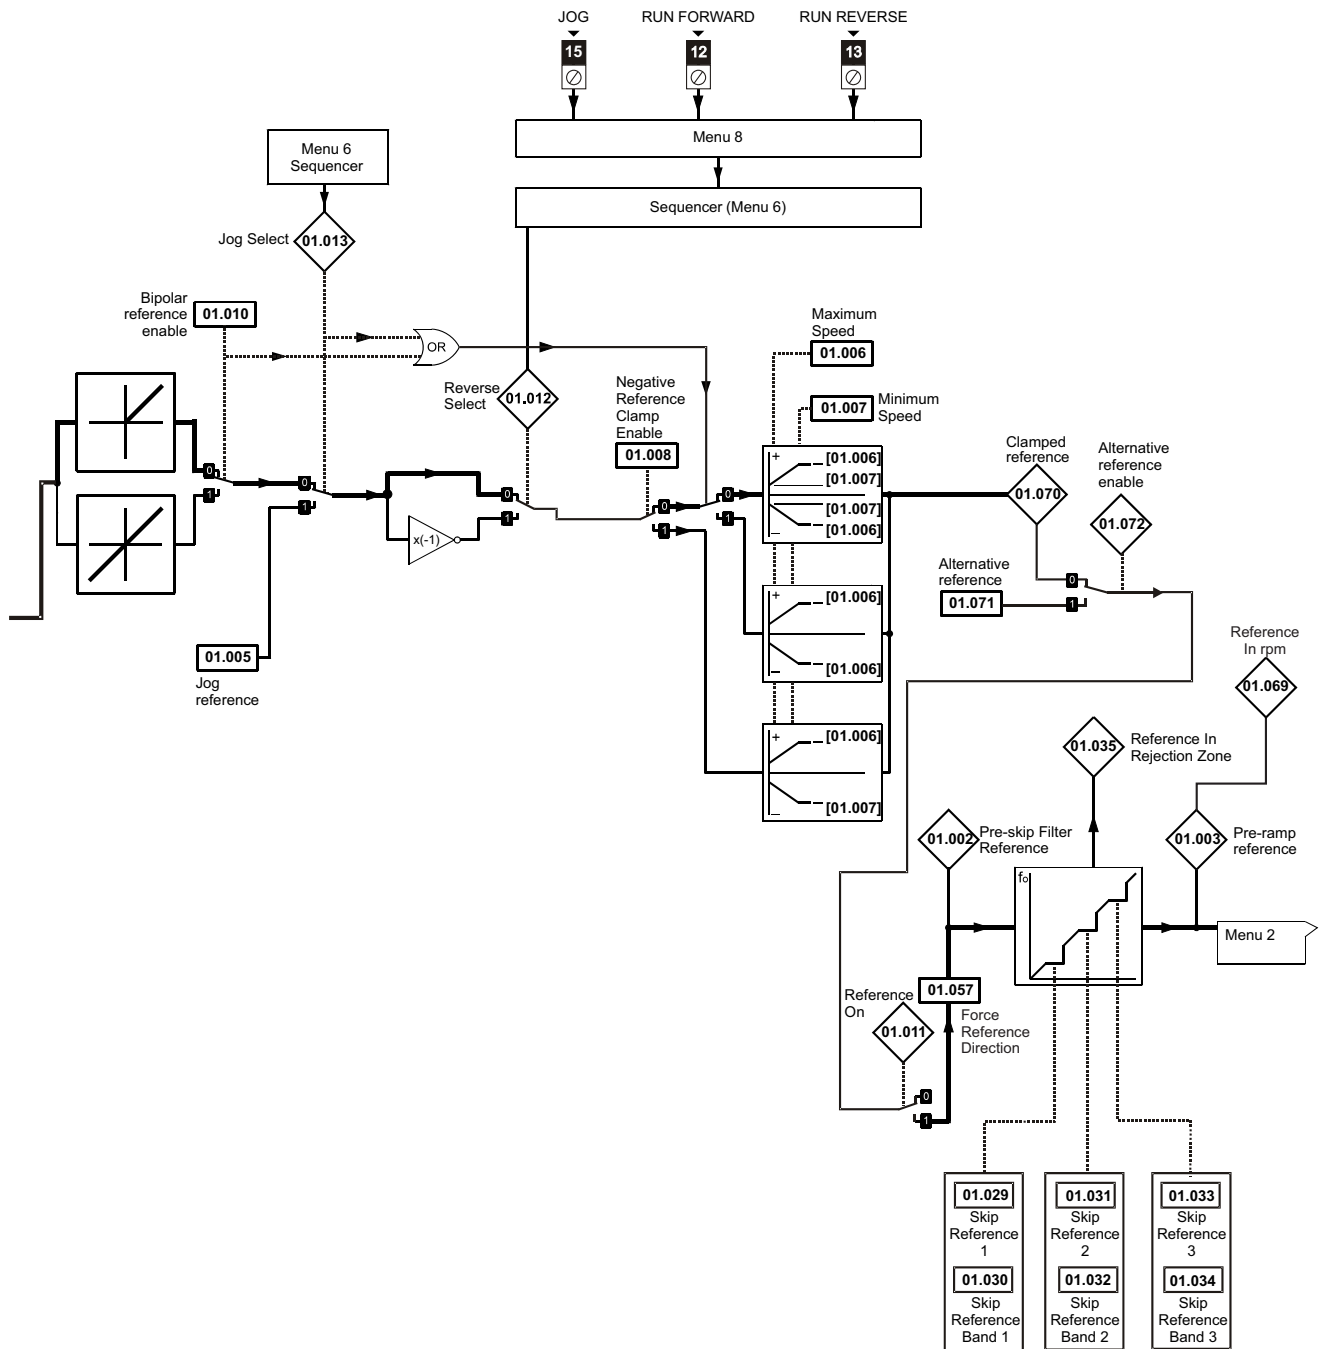 JOG
RUN FORWARD
RUN REVERSE
15
12
13
Menu 8
Menu 6
Sequencer
Sequencer (Menu 6)
Jog Select
01.013
Bipolar
reference
enable
01.010
OR
Reverse
Select
01.012
Negative
Reference
Clamp
Enable
01.008
Maximum
Speed
01.006
01.007
Minimum
Speed
0
1
0
1
x(-1)
0
1
0
1
0
1
+
[01.006]
[01.007]
[01.007]
[01.006]
_
Clamped
reference
01.070
Alternative
reference
enable
01.072
Alternative
reference
01.071
0
1
+
[01.006]
[01.006]
_
01.005
Jog
reference
+
[01.006]
[01.007]
_
Reference
In rpm
01.069
01.035
Reference In
Rejection Zone
01.002
Pre-skip Filter
Reference
01.003
Pre-ramp
reference
fo
Menu 2
01.057
Reference
On
01.011
Force
Reference
Direction
0
1
01.029
Skip
Reference
1
01.030
Skip
Reference
Band 1
01.031
Skip
Reference
2
01.032
Skip
Reference
Band 2
01.033
Skip
Reference
3
01.034
Skip
Reference
Band 3